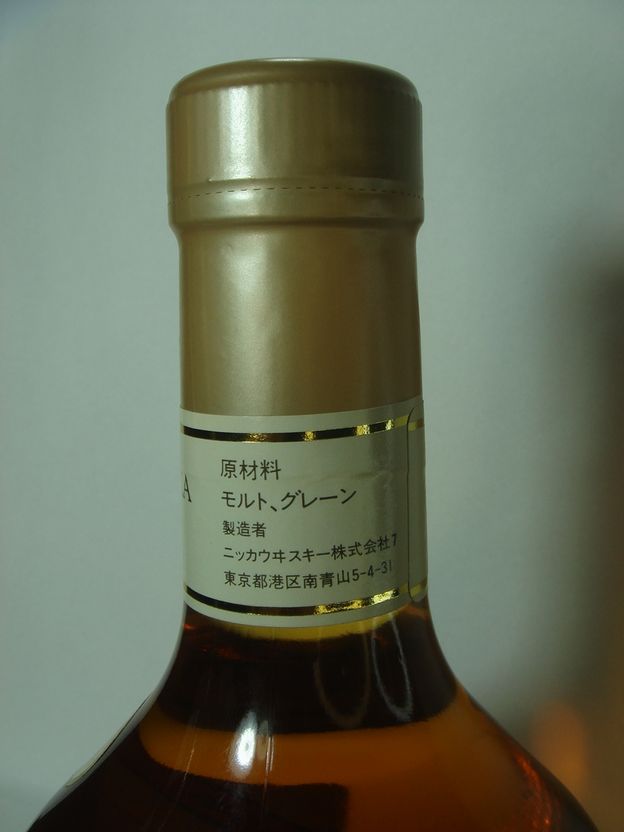 原材料
モルト、グレーン
製造者
ニッカウヰスキー株式会社7
東京都港区南青山5-4-31
A